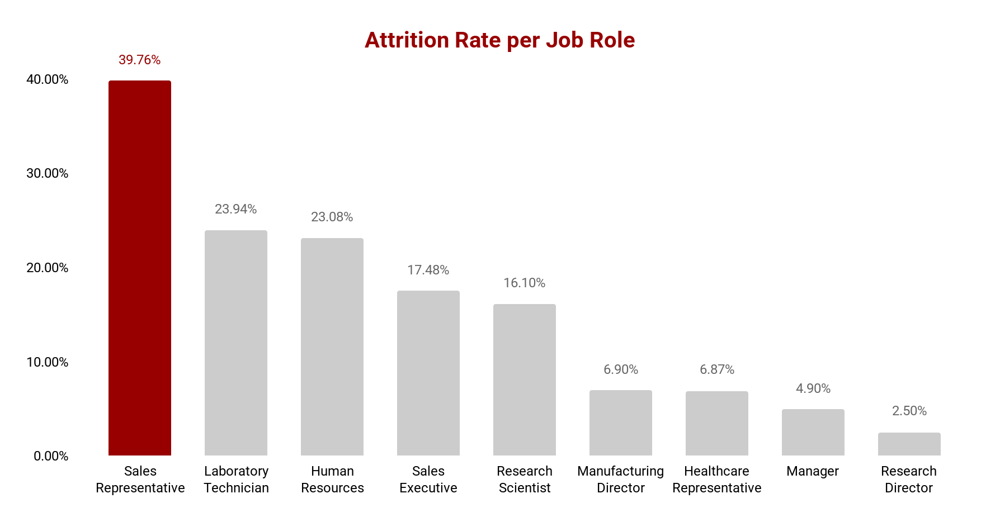 Attrition Rate per Job Role
39.76%
40.00%
30.00%
23.94%
23.08%
20.00%
17.48%
16.10%
10.00%
6.90%
6.87%
4.90%
2.50%
0.00%
Sales
Representative
Laboratory
Technician
Human
Resources
Sales
Executive
Research
Scientist
Manufacturing
Director
Healthcare
Representative
Manager
Research
Director